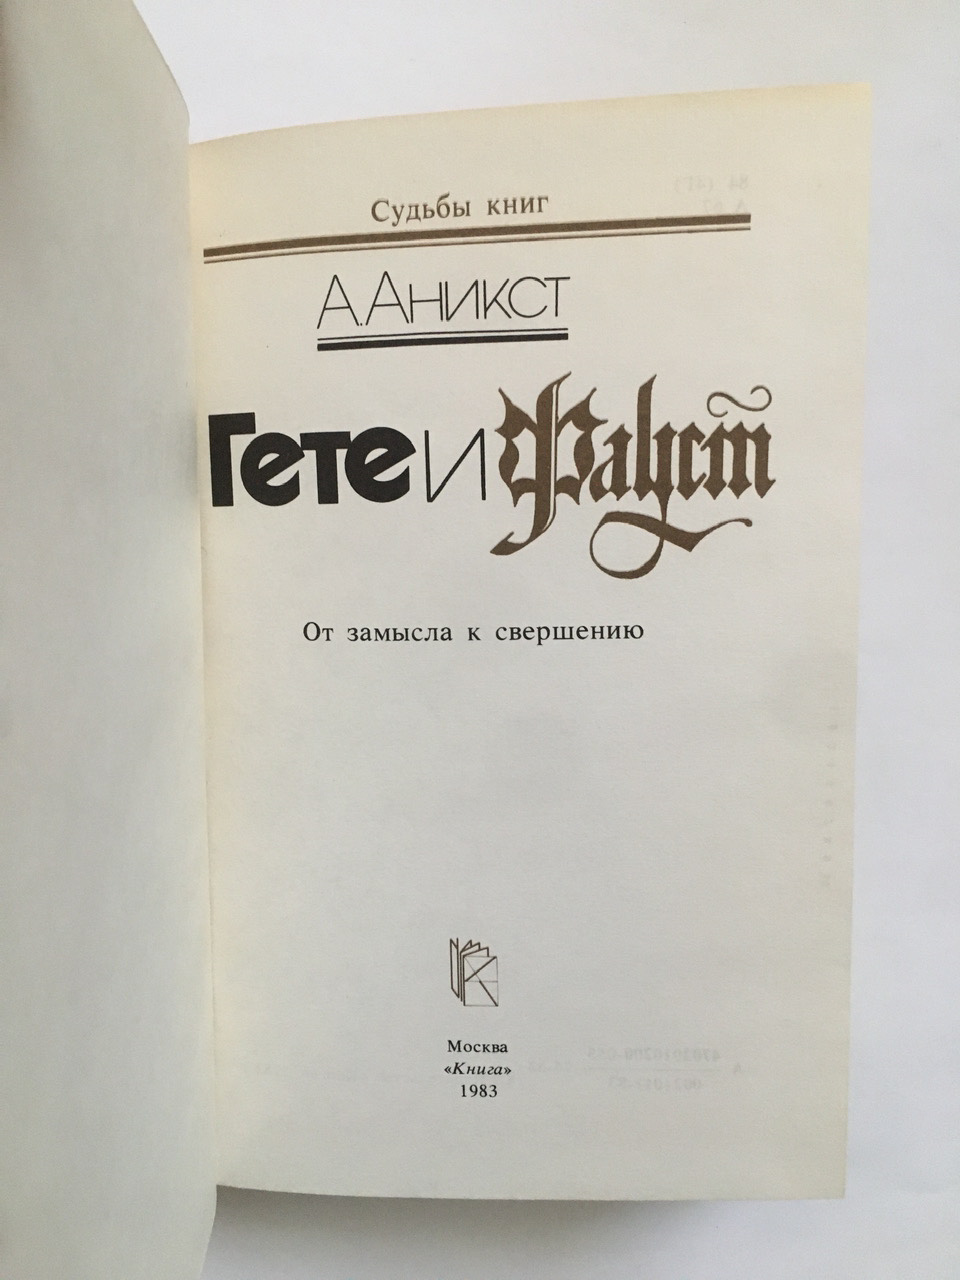 Судьбы книг
А. Аникст
Гете и Фауст
От замысла к свершению
Москва
«Книга»
1983